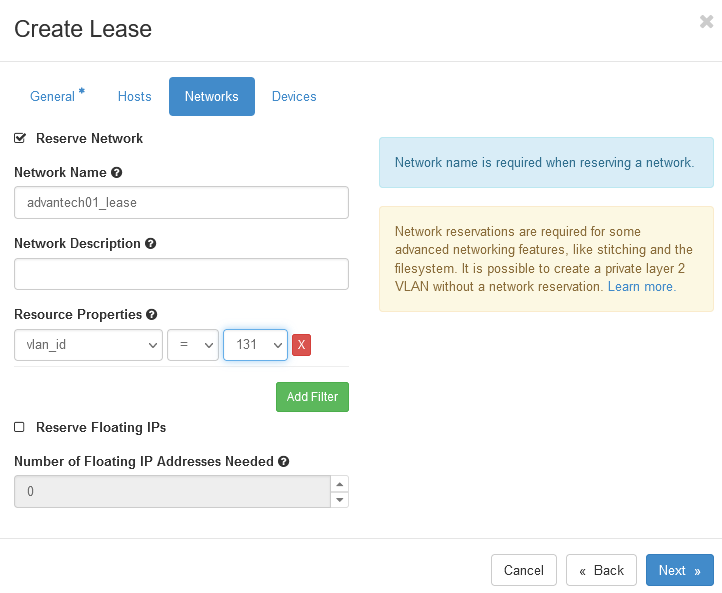 Create Lease
×
General *
Hosts
Networks
Devices
Reserve Network
Network Name
advantech01_lease
Network Description
Resource Properties
vlan_id
=
131
X
Add Filter
Reserve Floating IPs
Number of Floating IP Addresses Needed
0
Network name is required when reserving a network.
Network reservations are required for some
advanced networking features, like stitching and the
filesystem. It is possible to create a private layer 2
VLAN without a network reservation. Learn more.
Cancel
« Back
Next »